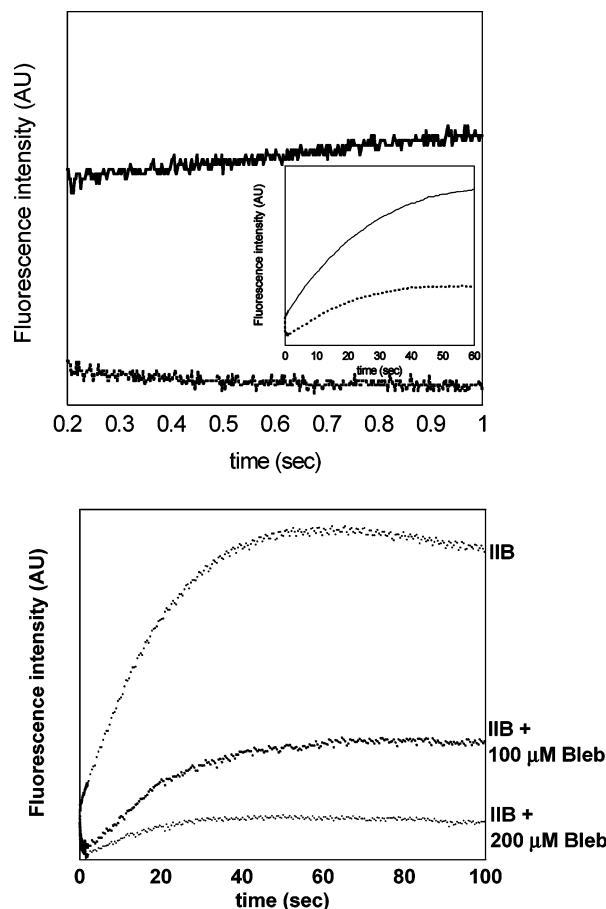 Fluorescence intensity (AU)
Fluorescence intensity (AU)
0 10 20 30 40 50 60
time (sec)
0.2 0.3 0.4 0.5 0.6 0.7 0.8 0.9 1
time (sec)
Fluorescence intensity (AU)
IIB
IIB +
100 μM Bleb
IIB +
200 μM Bleb
0 20 40 60 80 100
time (sec)